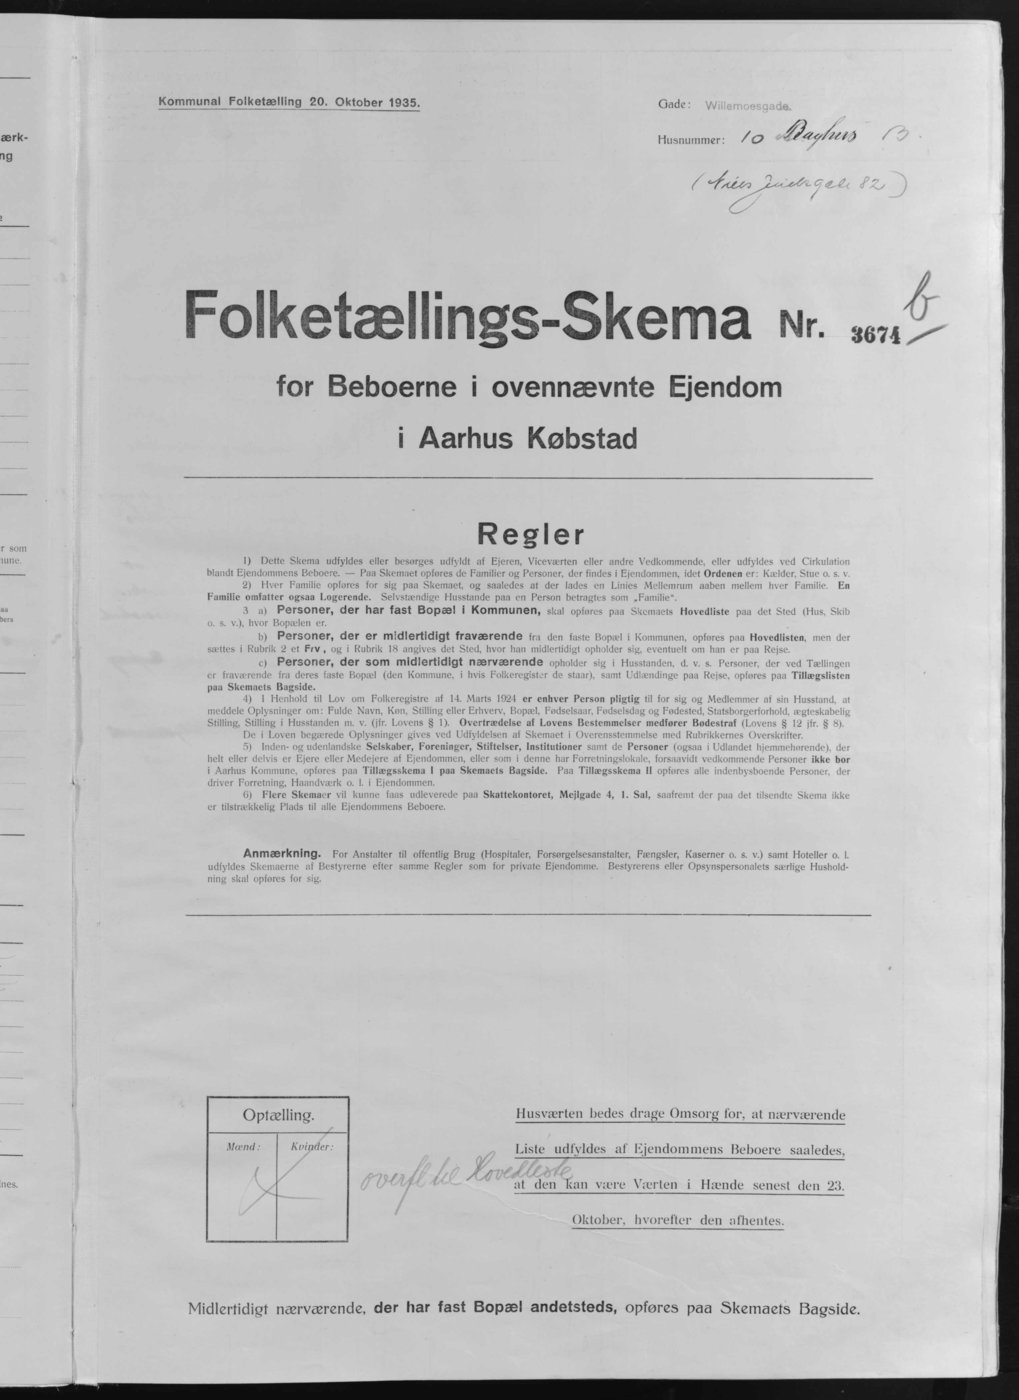 Kommunal Folketælling 20. Oktober 1935.
Gade: Willemoesgade.
Husnummer: 10 Baghus B.
(Niels Juelsgade 82)
Folketællings-Skema Nr. 3674 b
for Beboerne i ovennævnte Ejendom
i Aarhus Købstad
Regler
1) Dette Skema udfyldes eller besørges udfyldt af Ejeren, Viceværten eller andre Vedkommende, eller udfyldes ved Cirkulation
blandt Ejendommens Beboere. — Paa Skemaet opføres de Familier og Personer, der findes i Ejendommen, idet Ordenen er: Kælder, Stue o. s. v.
2) Hver Familie opføres for sig paa Skemaet, og saaledes at der lades en Linies Mellemrum aaben mellem hver Familie. En
Familie omfatter ogsaa Logerende. Selvstændige Husstande paa en Person betragtes som „Familie“.
3 a) Personer, der har fast Bopæl i Kommunen, skal opføres paa Skemaets Hovedliste paa det Sted (Hus, Skib
o. s. v.), hvor Bopælen er.
b) Personer, der er midlertidigt fraværende fra den faste Bopæl i Kommunen, opføres paa Hovedlisten, men der
sættes i Rubrik 2 et Frv, og i Rubrik 18 angives det Sted, hvor han midlertidigt opholder sig, eventuelt om han er paa Rejse.
c) Personer, der som midlertidigt nærværende opholder sig i Husstanden, d. v. s. Personer, der ved Tællingen
er fraværende fra deres faste Bopæl (den Kommune, i hvis Folkeregister de staar), samt Udlændinge paa Rejse, opføres paa Tillægslisten
paa Skemaets Bagside.
4) I Henhold til Lov om Folkeregistre af 14. Marts 1924 er enhver Person pligtig til for sig og Medlemmer af sin Husstand, at
meddele Oplysninger om: Fulde Navn, Køn, Stilling eller Erhverv, Bopæl, Fødselsaar, Fødselsdag og Fødested, Statsborgerforhold, ægteskabelig
Stilling, Stilling i Husstanden m. v. (jfr. Lovens § 1). Overtrædelse af Lovens Bestemmelser medfører Bødestraf (Lovens § 12 jfr. § 8).
De i Loven begærede Oplysninger gives ved Udfyldelsen af Skemaet i Overensstemmelse med Rubrikkernes Overskrifter.
5) Inden- og udenlandske Selskaber, Foreninger, Stiftelser, Institutioner samt de Personer (ogsaa i Udlandet hjemmehørende), der
helt eller delvis er Ejere eller Medejere af Ejendommen, eller som i denne har Forretningslokale, forsaavidt vedkommende Personer ikke bor
i Aarhus Kommune, opføres paa Tillægsskema I paa Skemaets Bagside. Paa Tillægsskema II opføres alle indenbysboende Personer, der
driver Forretning, Haandværk o. l. i Ejendommen.
6) Flere Skemaer vil kunne faas udleverede paa Skattekontoret, Mejlgade 4, 1. Sal, saafremt der paa det tilsendte Skema ikke
er tilstrækkelig Plads til alle Ejendommens Beboere.
Anmærkning. For Anstalter til offentlig Brug (Hospitaler, Forsørgelsesanstalter, Fængsler, Kaserner o. s. v.) samt Hoteller o. l.
udfyldes Skemaerne af Bestyrerne efter samme Regler som for private Ejendomme. Bestyrerens eller Opsynspersonalets særlige Hushold-
ning skal opføres for sig.
Optælling.
Mænd: Kvinder:
overf til Hovedliste
Husværten bedes drage Omsorg for, at nærværende
Liste udfyldes af Ejendommens Beboere saaledes,
at den kan være Værten i Hænde senest den 23.
Oktober, hvorefter den afhentes.
Midlertidigt nærværende, der har fast Bopæl andetsteds, opføres paa Skemaets Bagside.